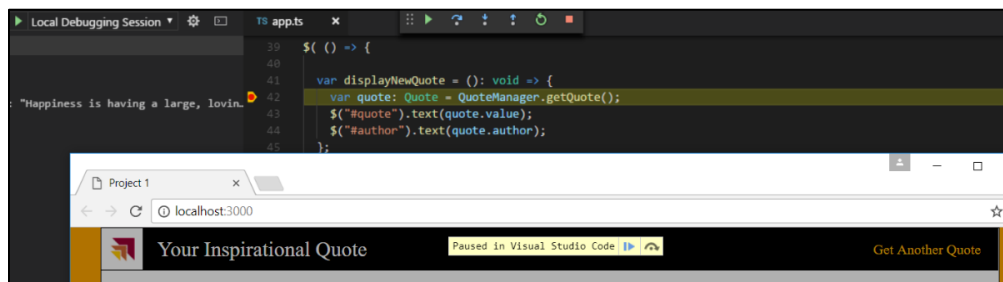 Local Debugging Session
TS app.ts
39 $( () => {
40
41 var displayNewQuote = (): void => {
: "Happiness is having a large, lovin…
42 var quote: Quote = QuoteManager.getQuote();
43 $("#quote").text(quote.value);
44 $("#author").text(quote.author);
45 };
Project 1
localhost:3000
Your Inspirational Quote
Paused in Visual Studio Code
Get Another Quote